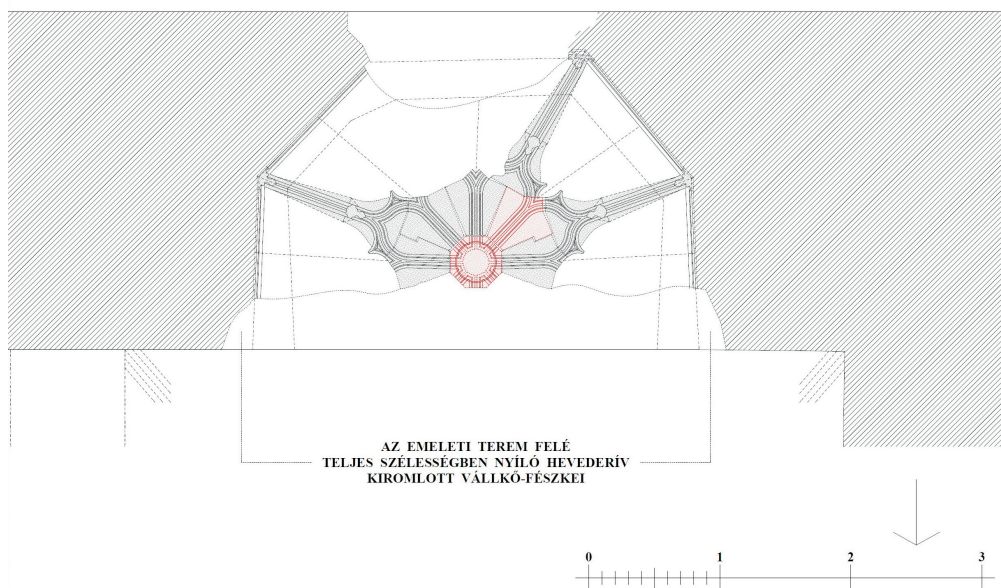 AZ EMELETI TEREM FELÉ
TELJES SZÉLESSÉGBEN NYÍLÓ HEVEDERÍV
KIROMLOTT VÁLLKŐ-FÉSZKEI
0 1 2 3